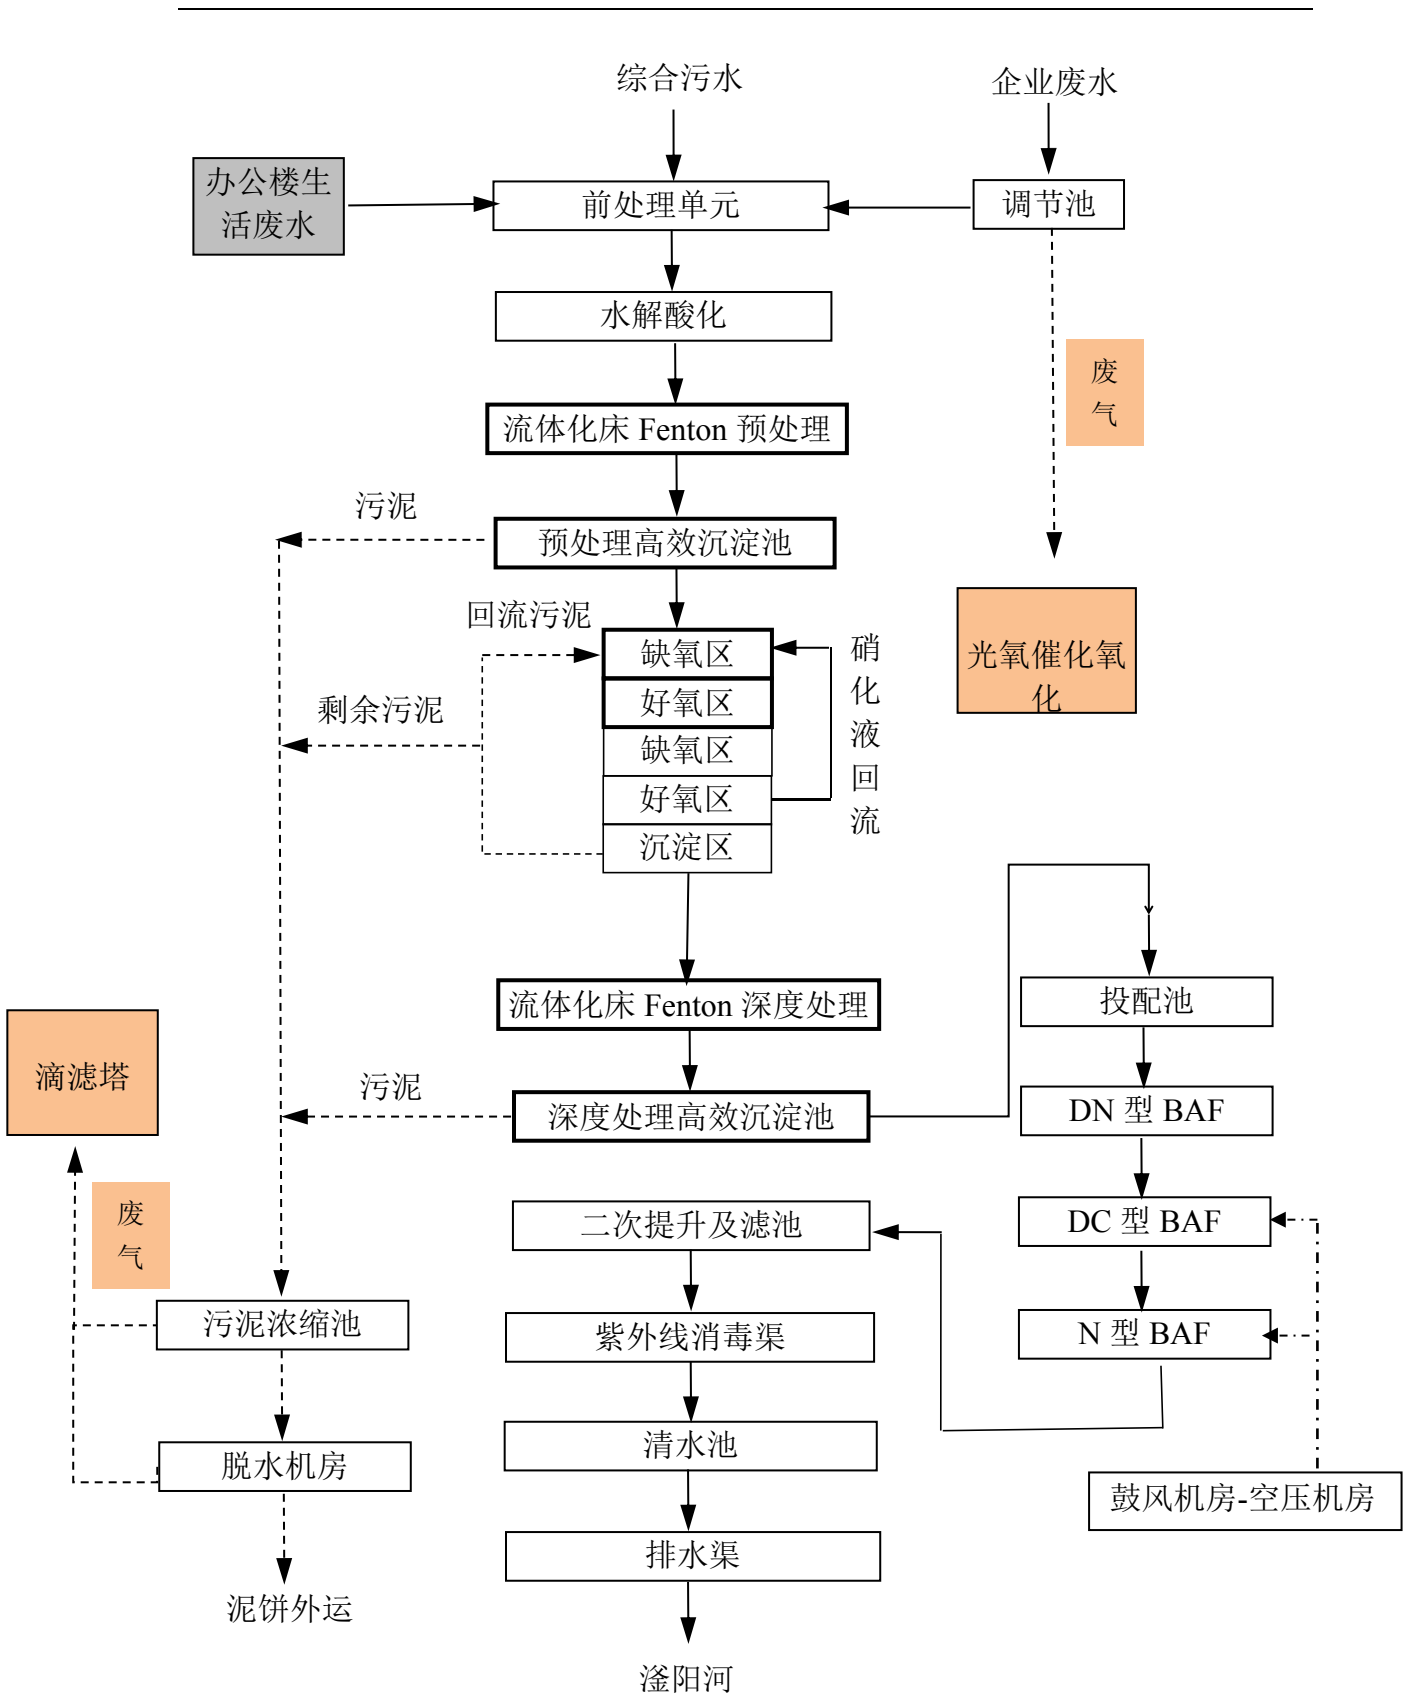 综合污水
企业废水
办公楼生
活废水
前处理单元
调节池
水解酸化
废
气
流体化床 Fenton 预处理
污泥
预处理高效沉淀池
回流污泥
光氧催化氧
化
缺氧区
好氧区
缺氧区
好氧区
沉淀区
硝
化
液
回
流
剩余污泥
投配池
流体化床 Fenton 深度处理
滴滤塔
污泥
深度处理高效沉淀池
DN 型 BAF
废
气
二次提升及滤池
DC 型 BAF
污泥浓缩池
紫外线消毒渠
N 型 BAF
脱水机房
清水池
鼓风机房-空压机房
排水渠
泥饼外运
滏阳河